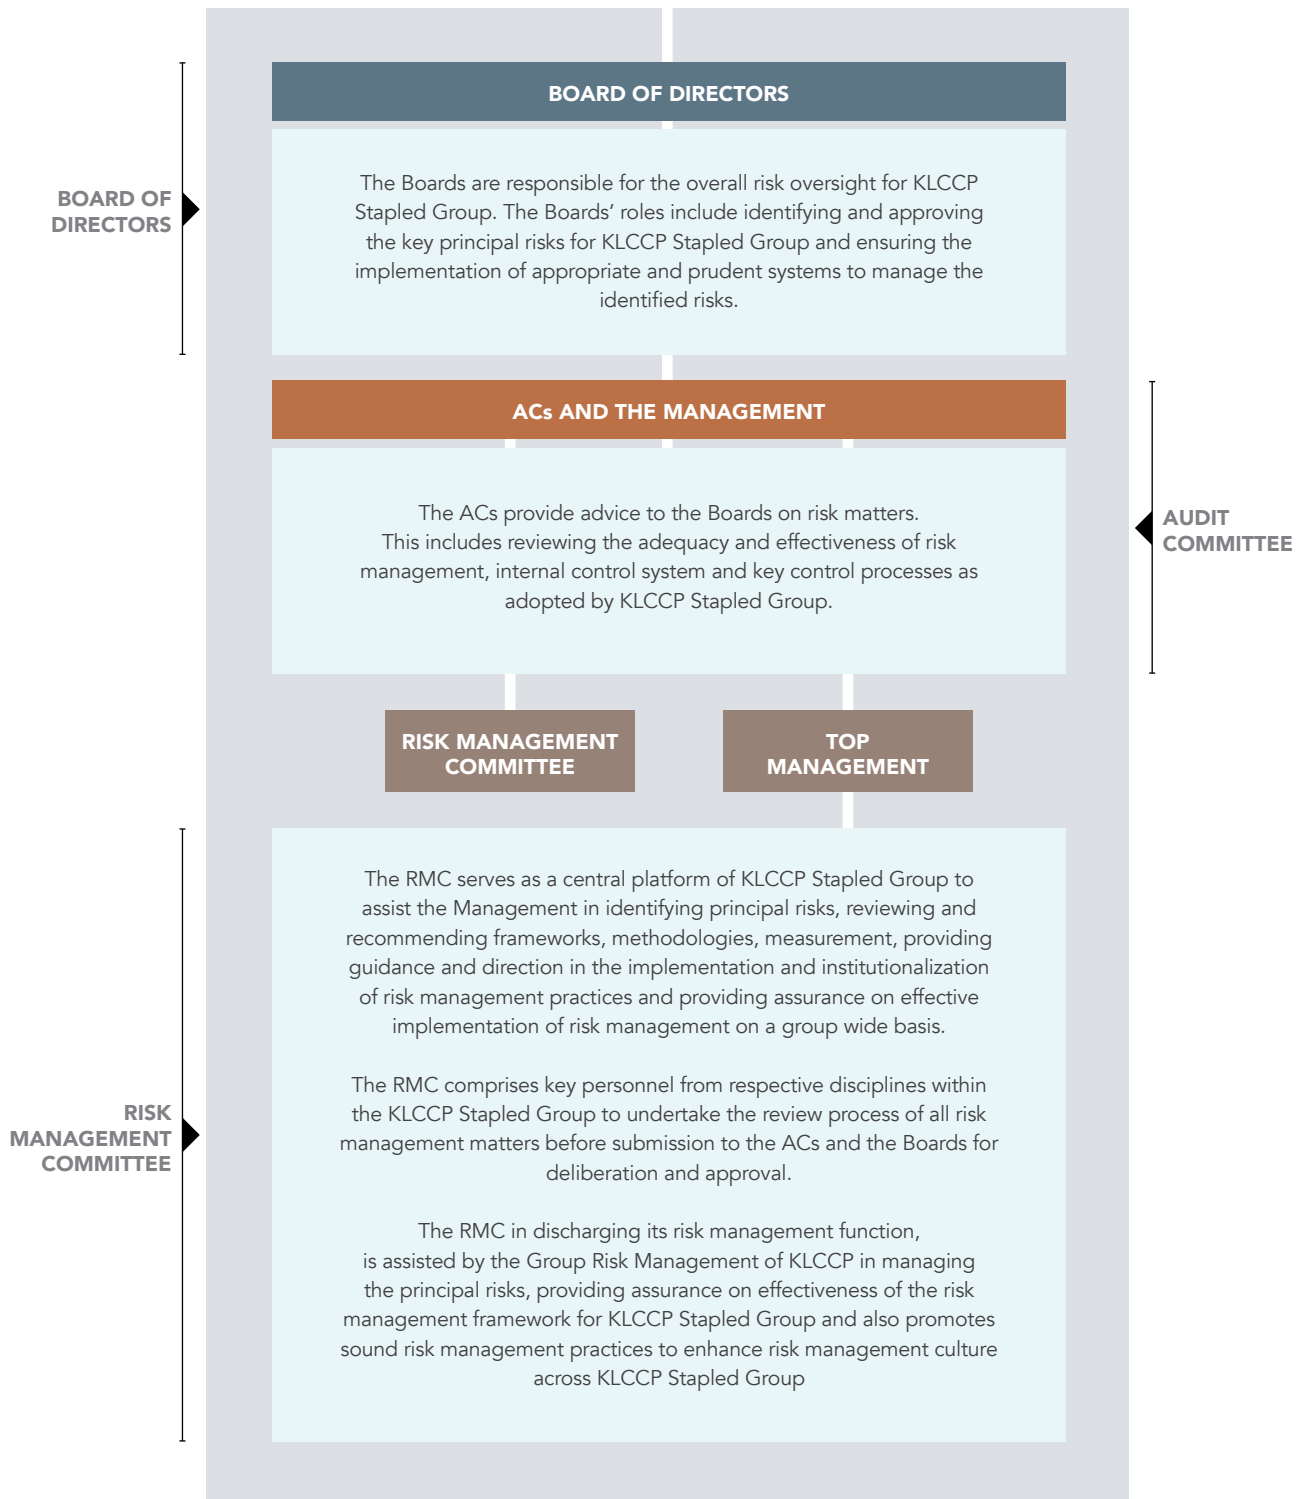 BOARD OF DIRECTORS
BOARD OF
DIRECTORS
The Boards are responsible for the overall risk oversight for KLCCP
Stapled Group. The Boards’ roles include identifying and approving
the key principal risks for KLCCP Stapled Group and ensuring the
implementation of appropriate and prudent systems to manage the
identified risks.
ACs AND THE MANAGEMENT
The ACs provide advice to the Boards on risk matters.
This includes reviewing the adequacy and effectiveness of risk
management, internal control system and key control processes as
adopted by KLCCP Stapled Group.
AUDIT
COMMITTEE
RISK MANAGEMENT
COMMITTEE
TOP
MANAGEMENT
RISK
MANAGEMENT
COMMITTEE
The RMC serves as a central platform of KLCCP Stapled Group to
assist the Management in identifying principal risks, reviewing and
recommending frameworks, methodologies, measurement, providing
guidance and direction in the implementation and institutionalization
of risk management practices and providing assurance on effective
implementation of risk management on a group wide basis.
The RMC comprises key personnel from respective disciplines within
the KLCCP Stapled Group to undertake the review process of all risk
management matters before submission to the ACs and the Boards for
deliberation and approval.
The RMC in discharging its risk management function,
is assisted by the Group Risk Management of KLCCP in managing
the principal risks, providing assurance on effectiveness of the risk
management framework for KLCCP Stapled Group and also promotes
sound risk management practices to enhance risk management culture
across KLCCP Stapled Group